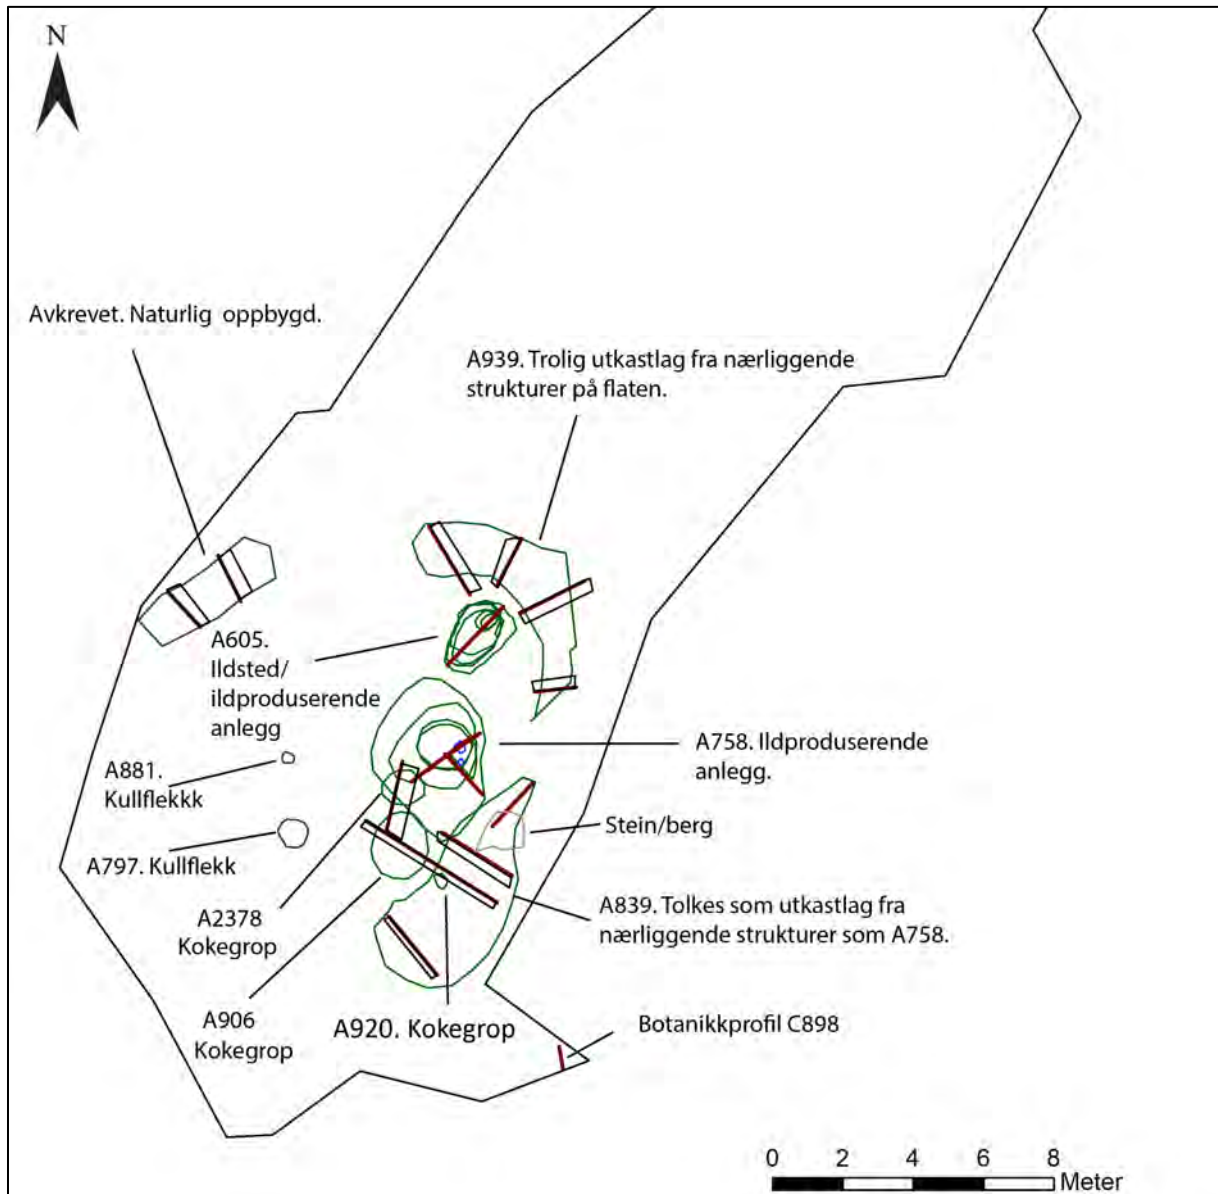 N
Avkrevet. Naturlig oppbygd.
A939. Trolig utkastlag fra nærliggende
strukturer på flaten.
A605.
Ildsted/
ildproduserende
anlegg
A758. Ildproduserende
anlegg.
A881.
Kullflekkk
Stein/berg
A797. Kullflekk
A2378
Kokegrop
A839. Tolkes som utkastlag fra
nærliggende strukturer som A758.
A906
Kokegrop
A920. Kokegrop
Botanikkprofil C898
0 2 4 6 8
Meter